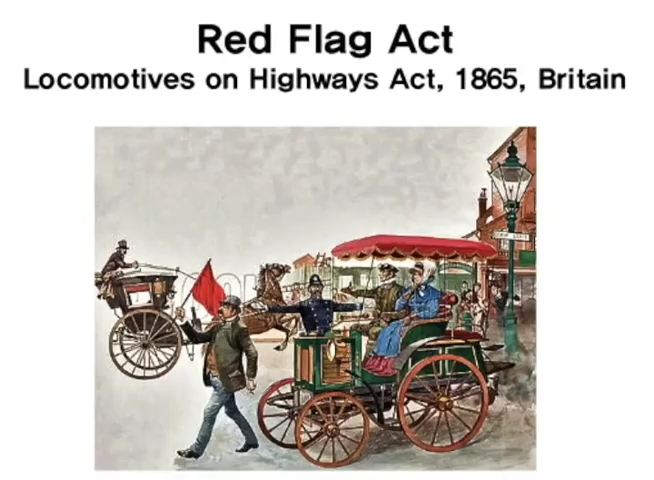 Red Flag Act
Locomotives on Highways Act, 1865, Britain